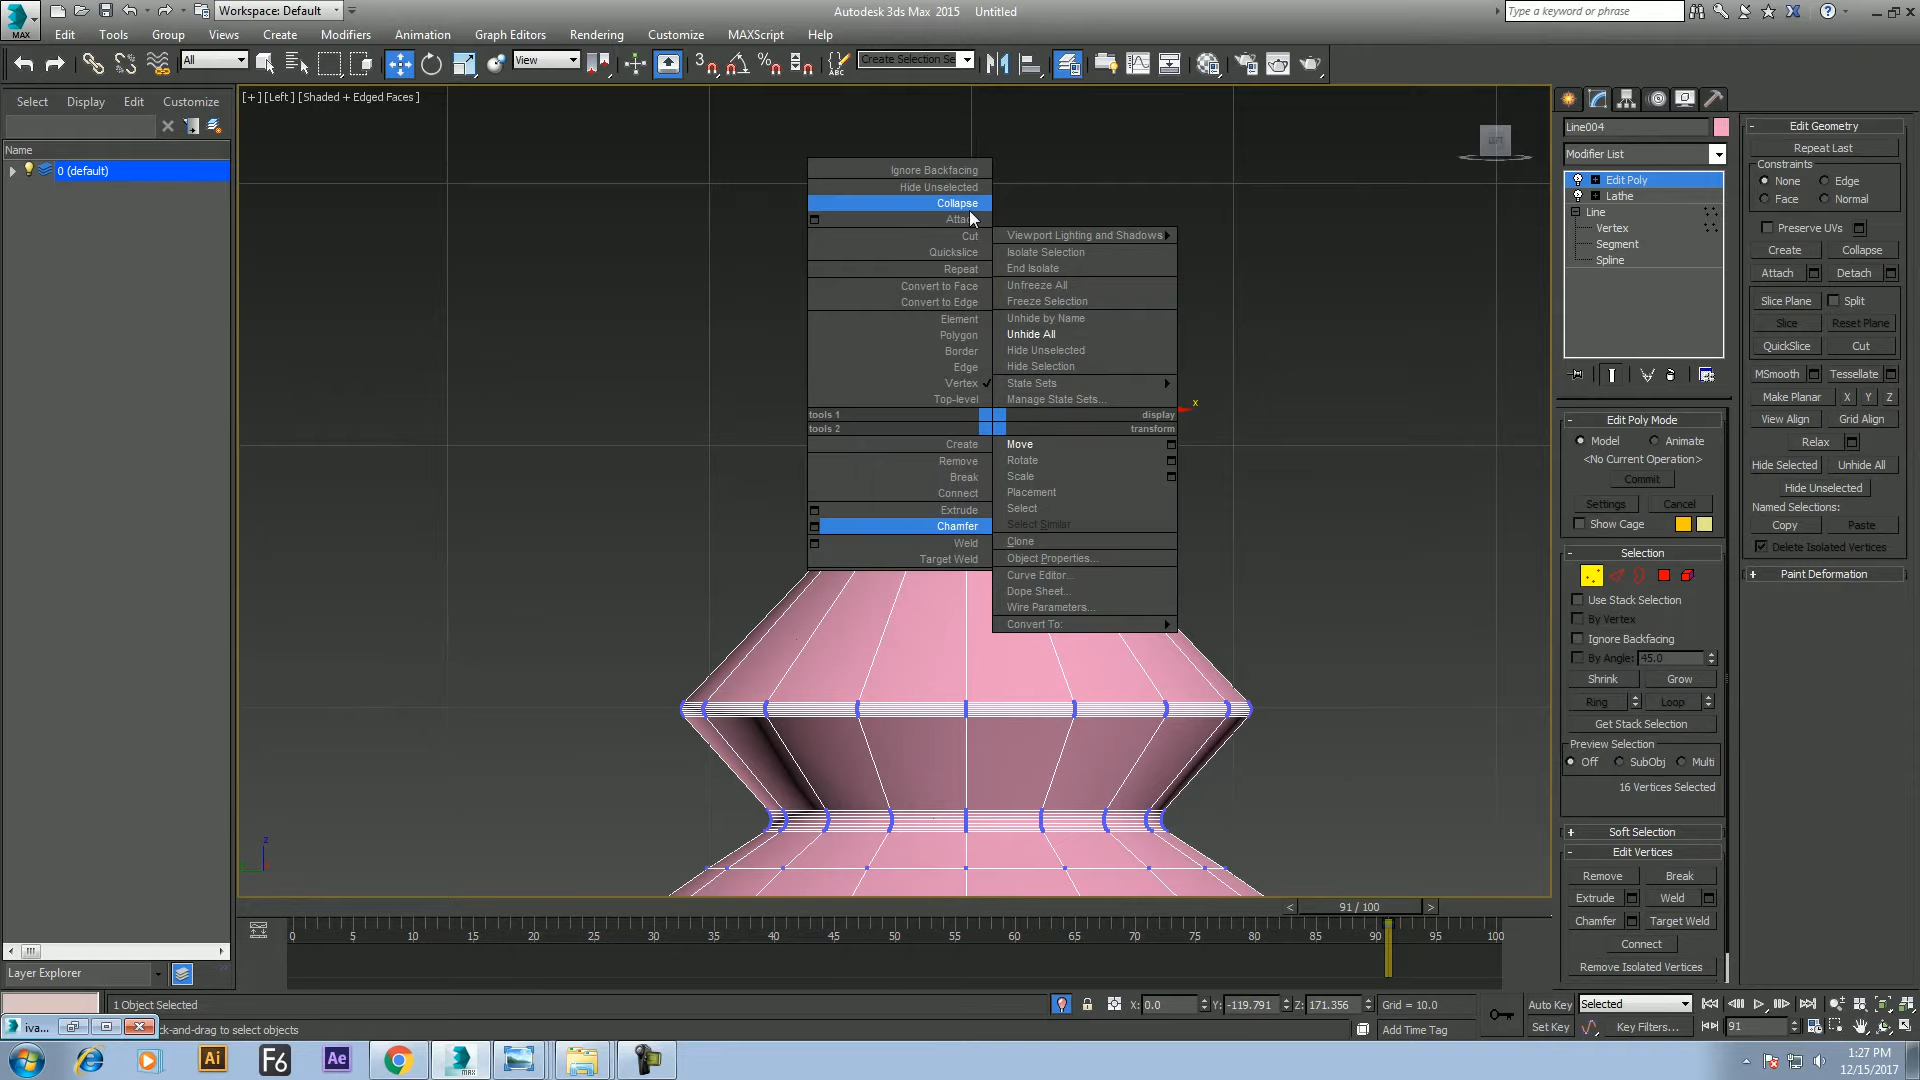 Workspace: Default
Autodesk 3ds Max 2015    Untitled
Type a keyword or phrase
MAX
Edit Tools Group Views Create Modifiers Animation Graph Editors Rendering Customize MAXScript Help
All
View
Create Selection Se
Select Display Edit Customize
Name
0 (default)
[+] [Left] [Shaded + Edged Faces]
LEFT
Ignore Backfacing
Hide Unselected
Collapse
Attach
Cut
Quickslice
Repeat
Convert to Face
Convert to Edge
Element
Polygon
Border
Edge
Vertex
Top-level
tools 1
tools 2
Create
Remove
Break
Connect
Extrude
Chamfer
Weld
Target Weld
Viewport Lighting and Shadows
Isolate Selection
End Isolate
Unfreeze All
Freeze Selection
Unhide by Name
Unhide All
Hide Unselected
Hide Selection
State Sets
Manage State Sets...
display
transform
Move
Rotate
Scale
Placement
Select
Select Similar
Clone
Object Properties...
Curve Editor...
Dope Sheet...
Wire Parameters...
Convert To:
x
z
Line004
Modifier List
Edit Poly
Lathe
Line
Vertex
Segment
Spline
Edit Poly Mode
Model Animate
<No Current Operation>
Commit
Settings Cancel
Show Cage
Selection
Use Stack Selection
By Vertex
Ignore Backfacing
By Angle: 45.0
Shrink Grow
Ring Loop
Get Stack Selection
Preview Selection
Off SubObj Multi
16 Vertices Selected
Soft Selection
Edit Vertices
Remove Break
Extrude Weld
Chamfer Target Weld
Connect
Remove Isolated Vertices
Edit Geometry
Repeat Last
Constraints
None Edge
Face Normal
Preserve UVs
Create Collapse
Attach Detach
Slice Plane Split
Slice Reset Plane
QuickSlice Cut
MSmooth Tessellate
Make Planar X Y Z
View Align Grid Align
Relax
Hide Selected Unhide All
Hide Unselected
Named Selections:
Copy Paste
Delete Isolated Vertices
Paint Deformation
< 91 / 100 >
0 5 10 15 20 25 30 35 40 45 50 55 60 65 70 75 80 85 90 95 100
Layer Explorer
1 Object Selected
X: 0.0 Y: -119.791 Z: 171.356 Grid = 10.0
Auto Key Selected
iva...
ck-and-drag to select objects
Add Time Tag
Set Key Key Filters... 91
Ai F6 Ae MAX
1:27 PM
12/15/2017